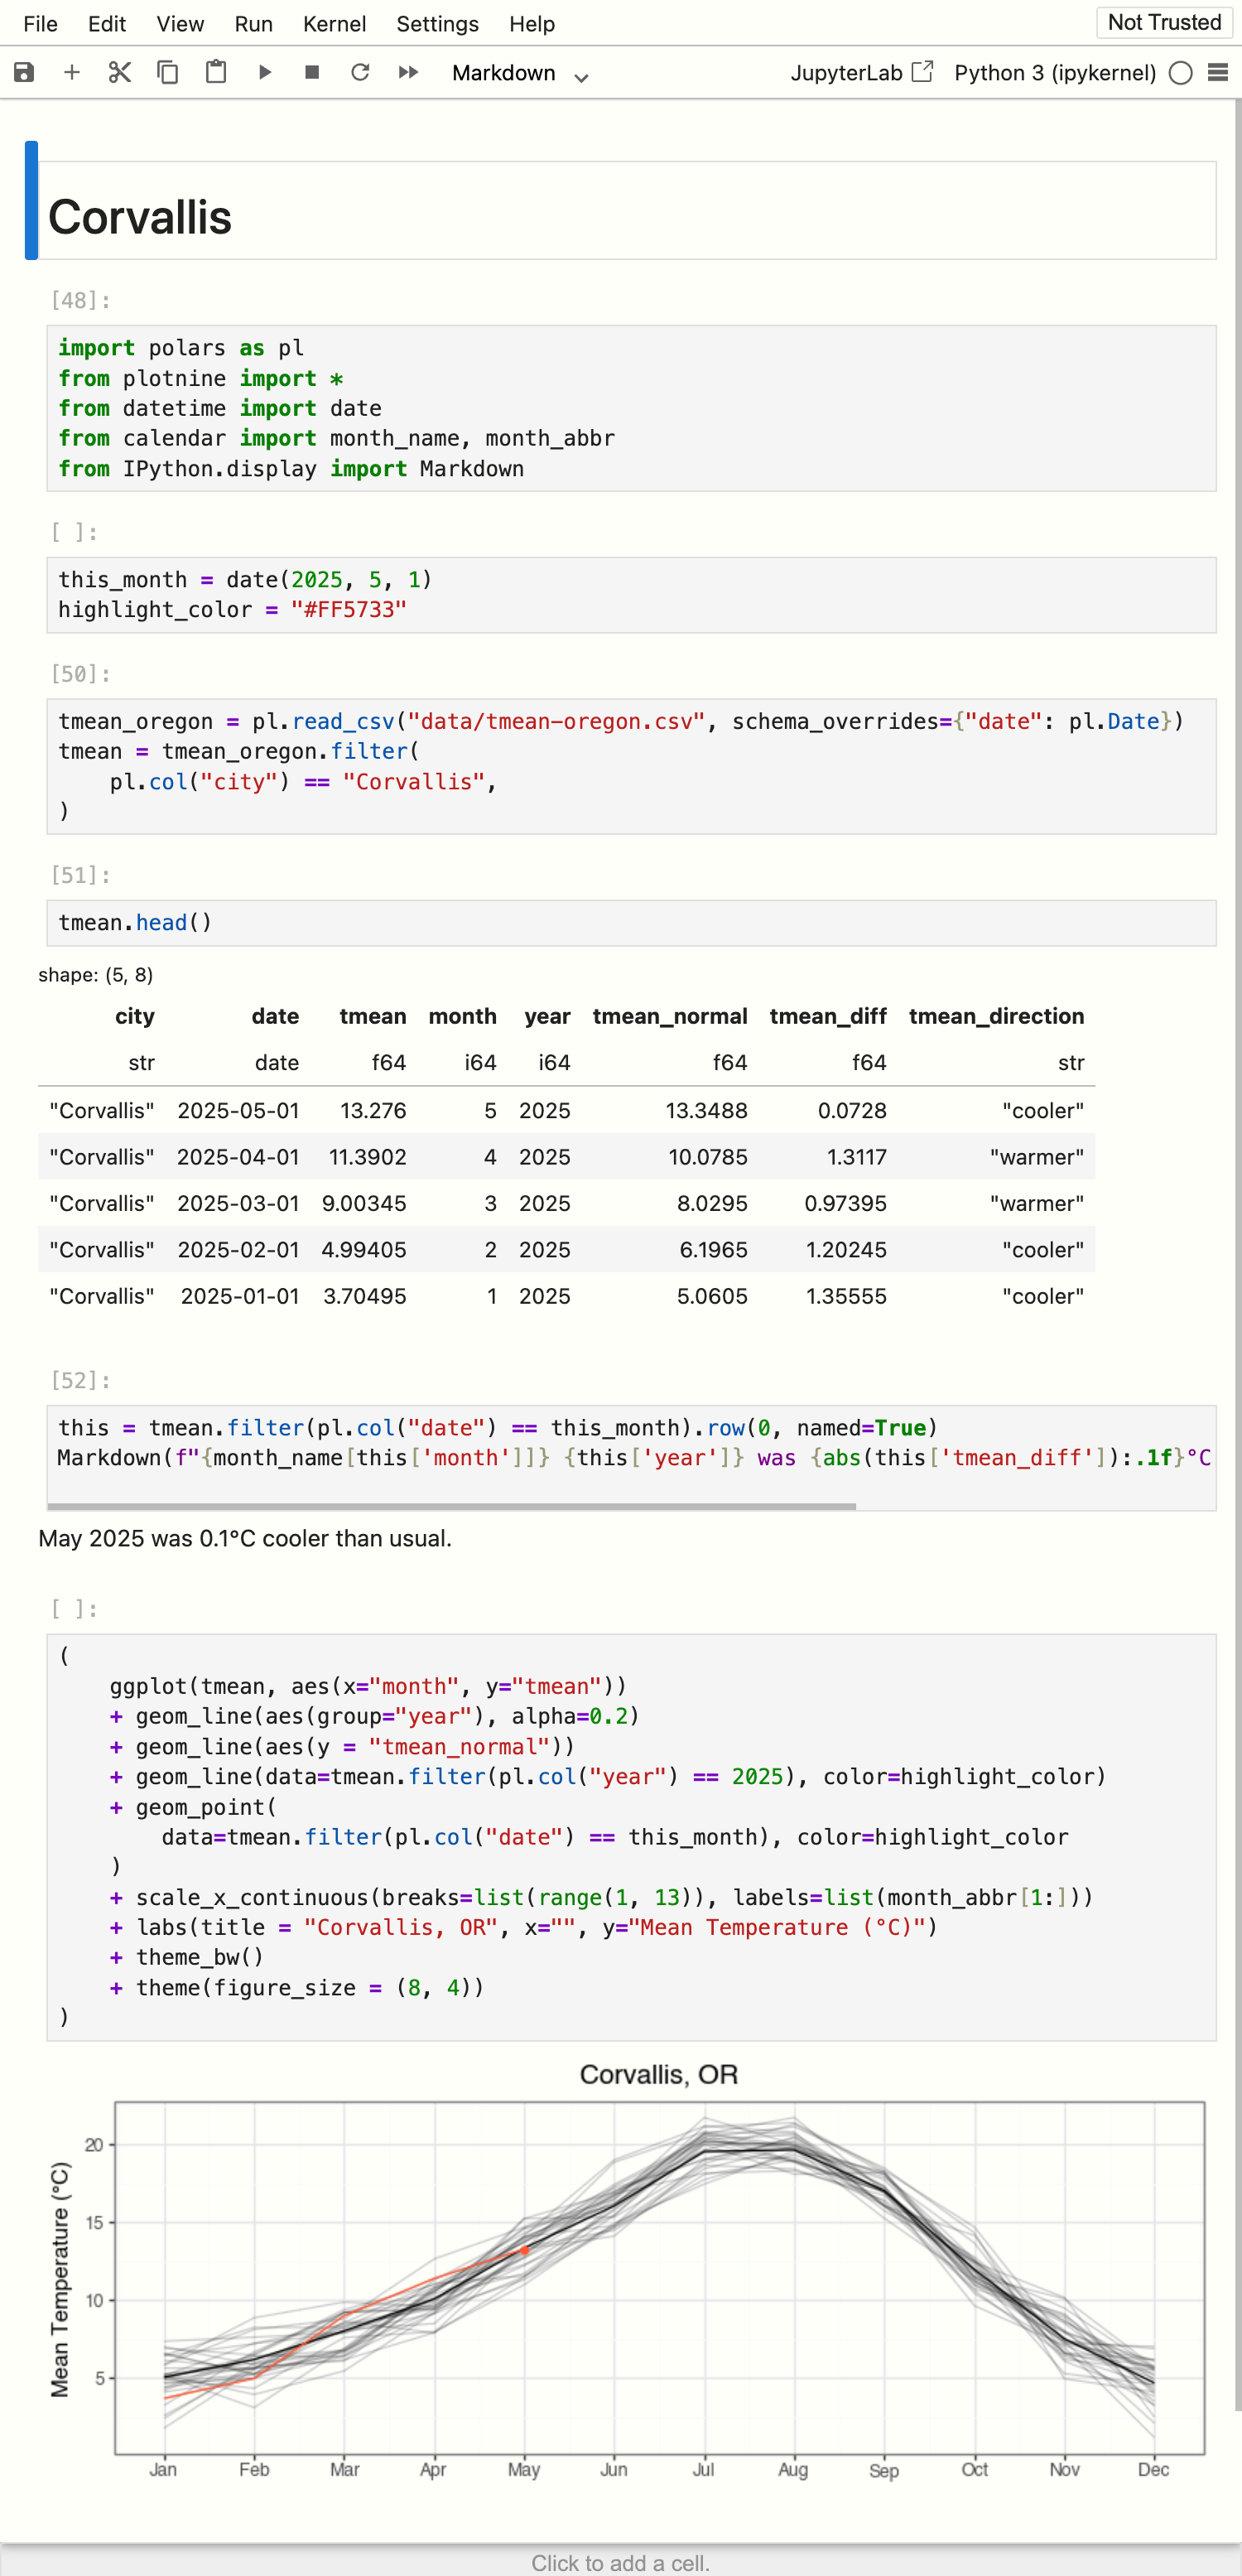 File Edit View Run Kernel Settings Help Not Trusted
Markdown JupyterLab Python 3 (ipykernel)
Corvallis
[48]:
import polars as pl
from plotnine import *
from datetime import date
from calendar import month_name, month_abbr
from IPython.display import Markdown
[ ]:
this_month = date(2025, 5, 1)
highlight_color = "#FF5733"
[50]:
tmean_oregon = pl.read_csv("data/tmean-oregon.csv", schema_overrides={"date": pl.Date})
tmean = tmean_oregon.filter(
    pl.col("city") == "Corvallis",
)
[51]:
tmean.head()
shape: (5, 8)
city date tmean month year tmean_normal tmean_diff tmean_direction
str date f64 i64 i64 f64 f64 str
"Corvallis" 2025-05-01 13.276 5 2025 13.3488 0.0728 "cooler"
"Corvallis" 2025-04-01 11.3902 4 2025 10.0785 1.3117 "warmer"
"Corvallis" 2025-03-01 9.00345 3 2025 8.0295 0.97395 "warmer"
"Corvallis" 2025-02-01 4.99405 2 2025 6.1965 1.20245 "cooler"
"Corvallis" 2025-01-01 3.70495 1 2025 5.0605 1.35555 "cooler"
[52]:
this = tmean.filter(pl.col("date") == this_month).row(0, named=True)
Markdown(f"{month_name[this['month']]} {this['year']} was {abs(this['tmean_diff']):.1f}°C
May 2025 was 0.1°C cooler than usual.
[ ]:
(
    ggplot(tmean, aes(x="month", y="tmean"))
    + geom_line(aes(group="year"), alpha=0.2)
    + geom_line(aes(y = "tmean_normal"))
    + geom_line(data=tmean.filter(pl.col("year") == 2025), color=highlight_color)
    + geom_point(
        data=tmean.filter(pl.col("date") == this_month), color=highlight_color
    )
    + scale_x_continuous(breaks=list(range(1, 13)), labels=list(month_abbr[1:]))
    + labs(title = "Corvallis, OR", x="", y="Mean Temperature (°C)")
    + theme_bw()
    + theme(figure_size = (8, 4))
)
Corvallis, OR
Mean Temperature (°C)
20
15
10
5
Jan Feb Mar Apr May Jun Jul Aug Sep Oct Nov Dec
Click to add a cell.